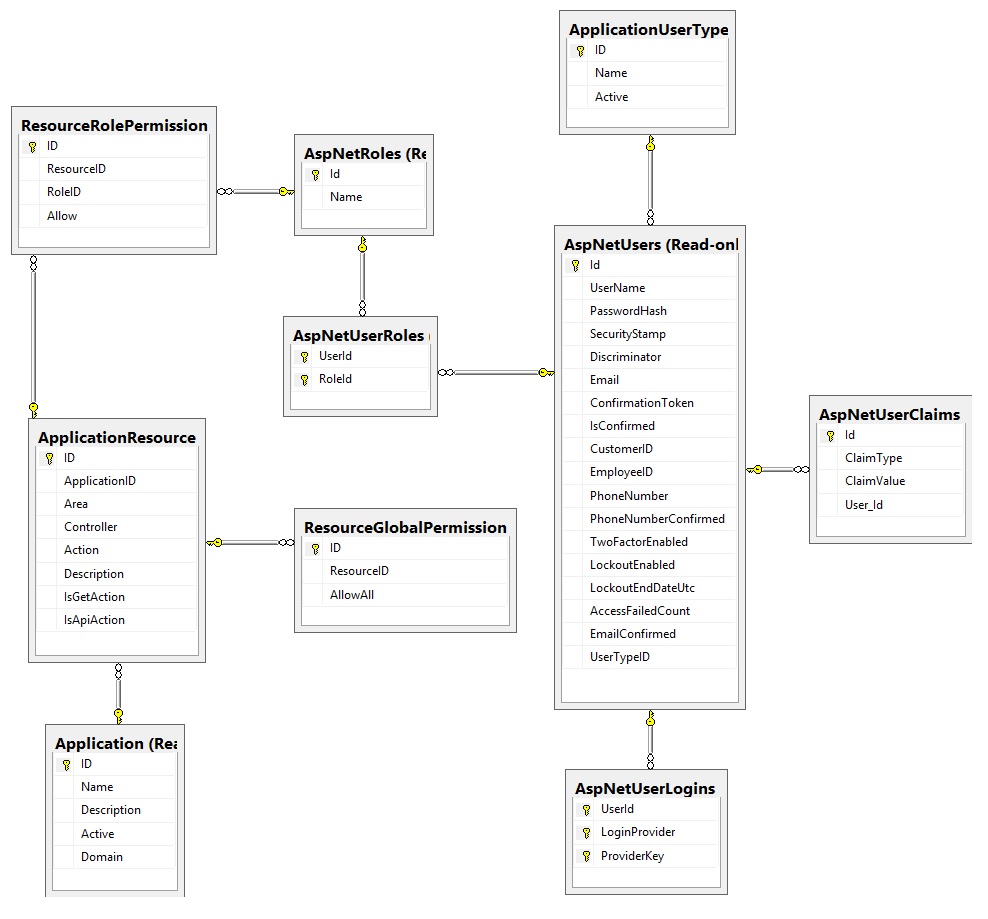 ApplicationUserType
ID
Name
Active
ResourceRolePermission
ID
ResourceID
RoleID
Allow
AspNetRoles (Re
Id
Name
AspNetUsers (Read-onl
Id
UserName
PasswordHash
SecurityStamp
Discriminator
Email
ConfirmationToken
IsConfirmed
CustomerID
EmployeeID
PhoneNumber
PhoneNumberConfirmed
TwoFactorEnabled
LockoutEnabled
LockoutEndDateUtc
AccessFailedCount
EmailConfirmed
UserTypeID
AspNetUserRoles (
UserId
RoleId
AspNetUserClaims
Id
ClaimType
ClaimValue
User_Id
ApplicationResource
ID
ApplicationID
Area
Controller
Action
Description
IsGetAction
IsApiAction
ResourceGlobalPermission
ID
ResourceID
AllowAll
Application (Rea
ID
Name
Description
Active
Domain
AspNetUserLogins
UserId
LoginProvider
ProviderKey